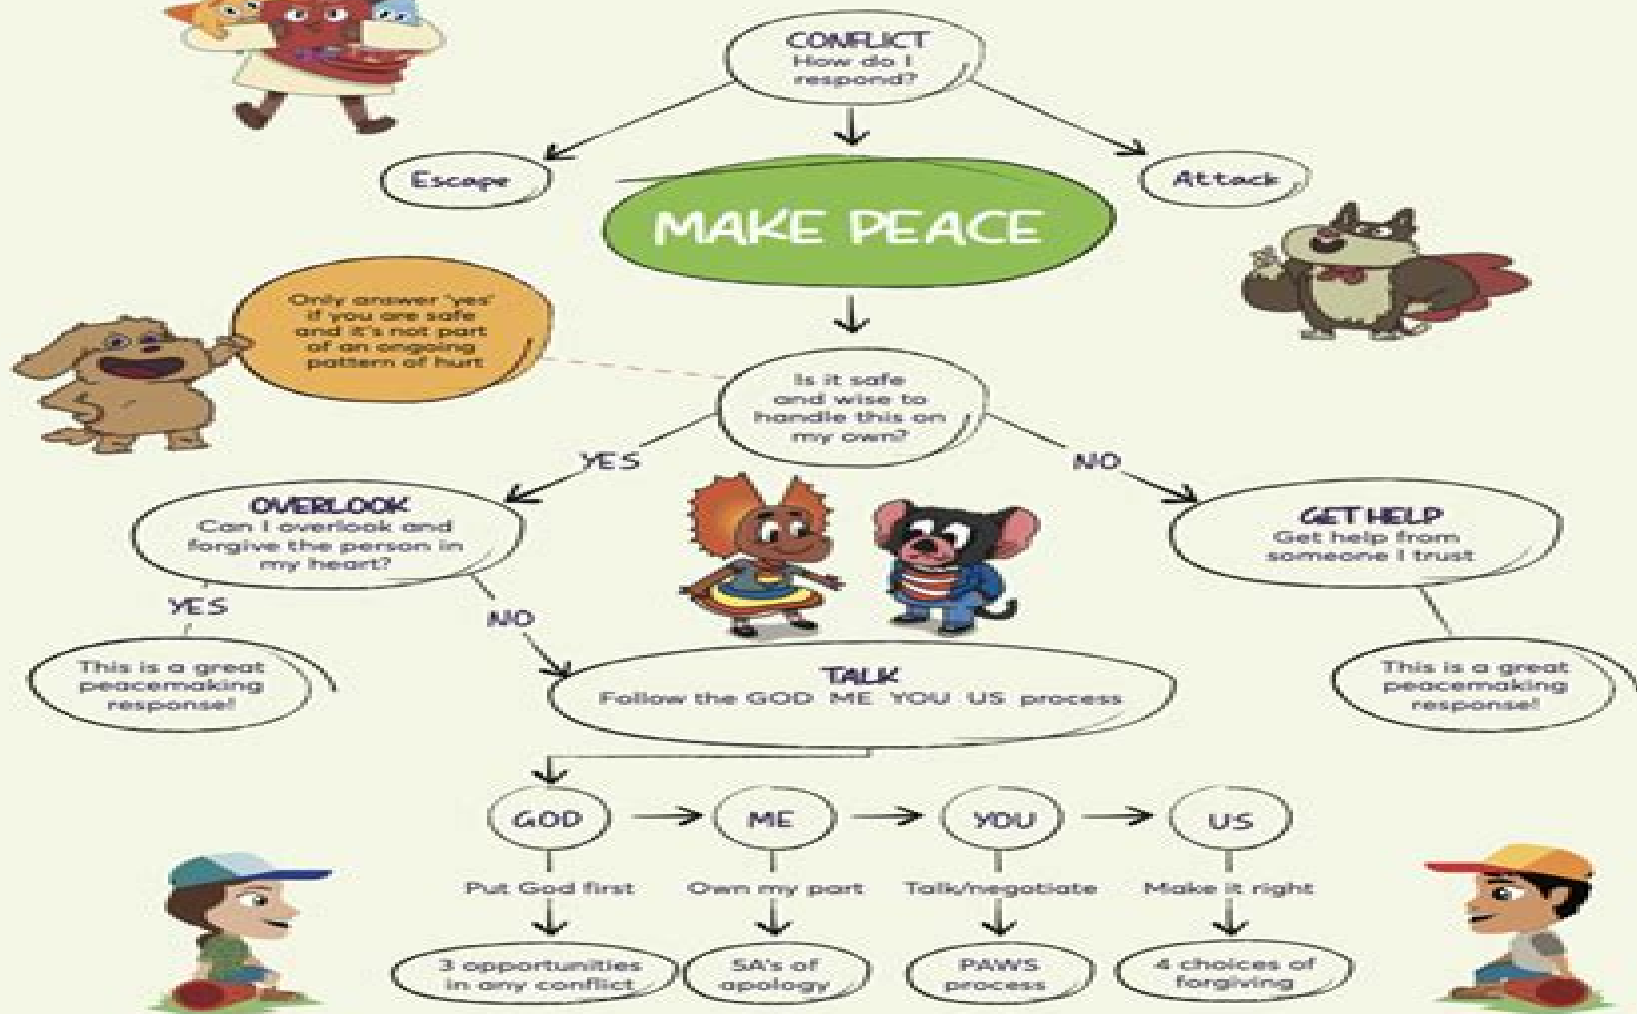 CONFLICT
How do I
respond?
Escape
Attack
MAKE PEACE
Only answer 'yes'
if you are safe
and it's not part
of an ongoing
pattern of hurt
Is it safe
and wise to
handle this on
my own?
YES
NO
OVERLOOK
Can I overlook and
forgive the person in
my heart?
GET HELP
Get help from
someone I trust
YES
NO
This is a great
peacemaking
response!
TALK
Follow the GOD ME YOU US process
This is a great
peacemaking
response!
GOD
ME
YOU
US
Put God first
Own my part
Talk/negotiate
Make it right
3 opportunities
in any conflict
5A's of
apology
PAWS
process
4 choices of
forgiving